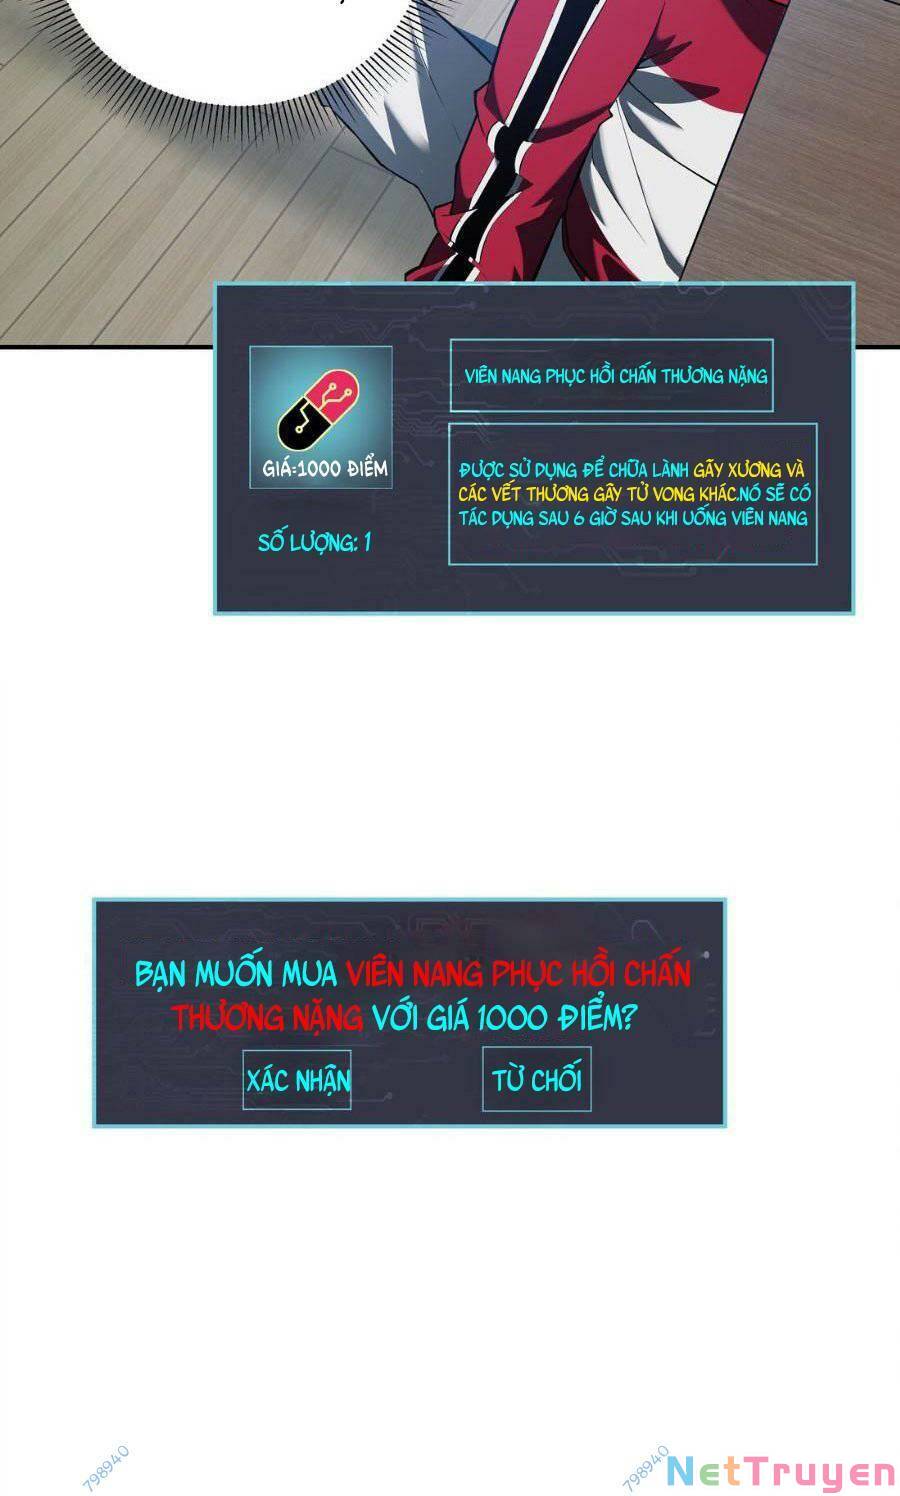 VIÊN NANG PHỤC HỒI CHẤN THƯƠNG NẶNG
GIÁ:1000 ĐIỂM
SỐ LƯỢNG: 1
ĐƯỢC SỬ DỤNG ĐỂ CHỮA LÀNH GÃY XƯƠNG VÀ
CÁC VẾT THƯƠNG GÂY TỬ VONG KHÁC.NÓ SẼ CÓ
TÁC DỤNG SAU 6 GIỜ SAU KHI UỐNG VIÊN NANG
BẠN MUỐN MUA VIÊN NANG PHỤC HỒI CHẤN
THƯƠNG NẶNG VỚI GIÁ 1000 ĐIỂM?
XÁC NHẬN
TỪ CHỐI
798940
798940
NetTruyen